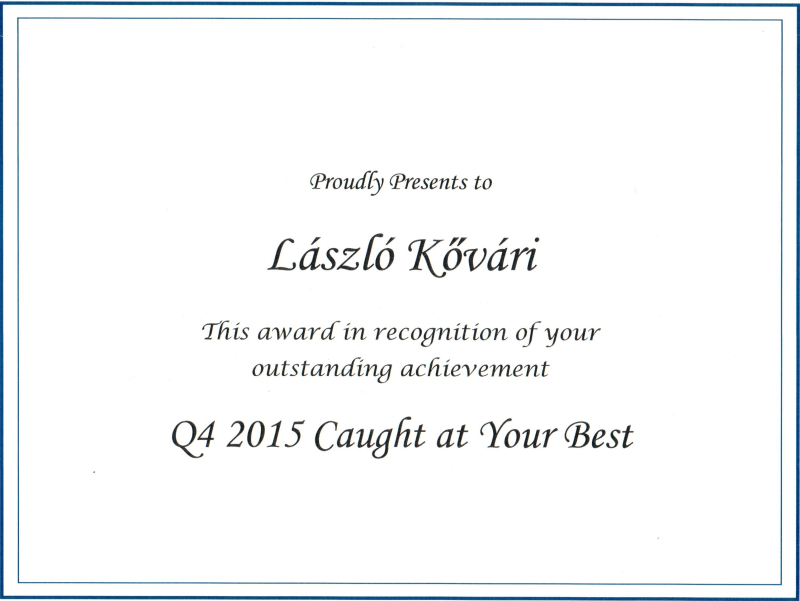 Proudly Presents to
László Kővári
This award in recognition of your
outstanding achievement
Q4 2015 Caught at Your Best